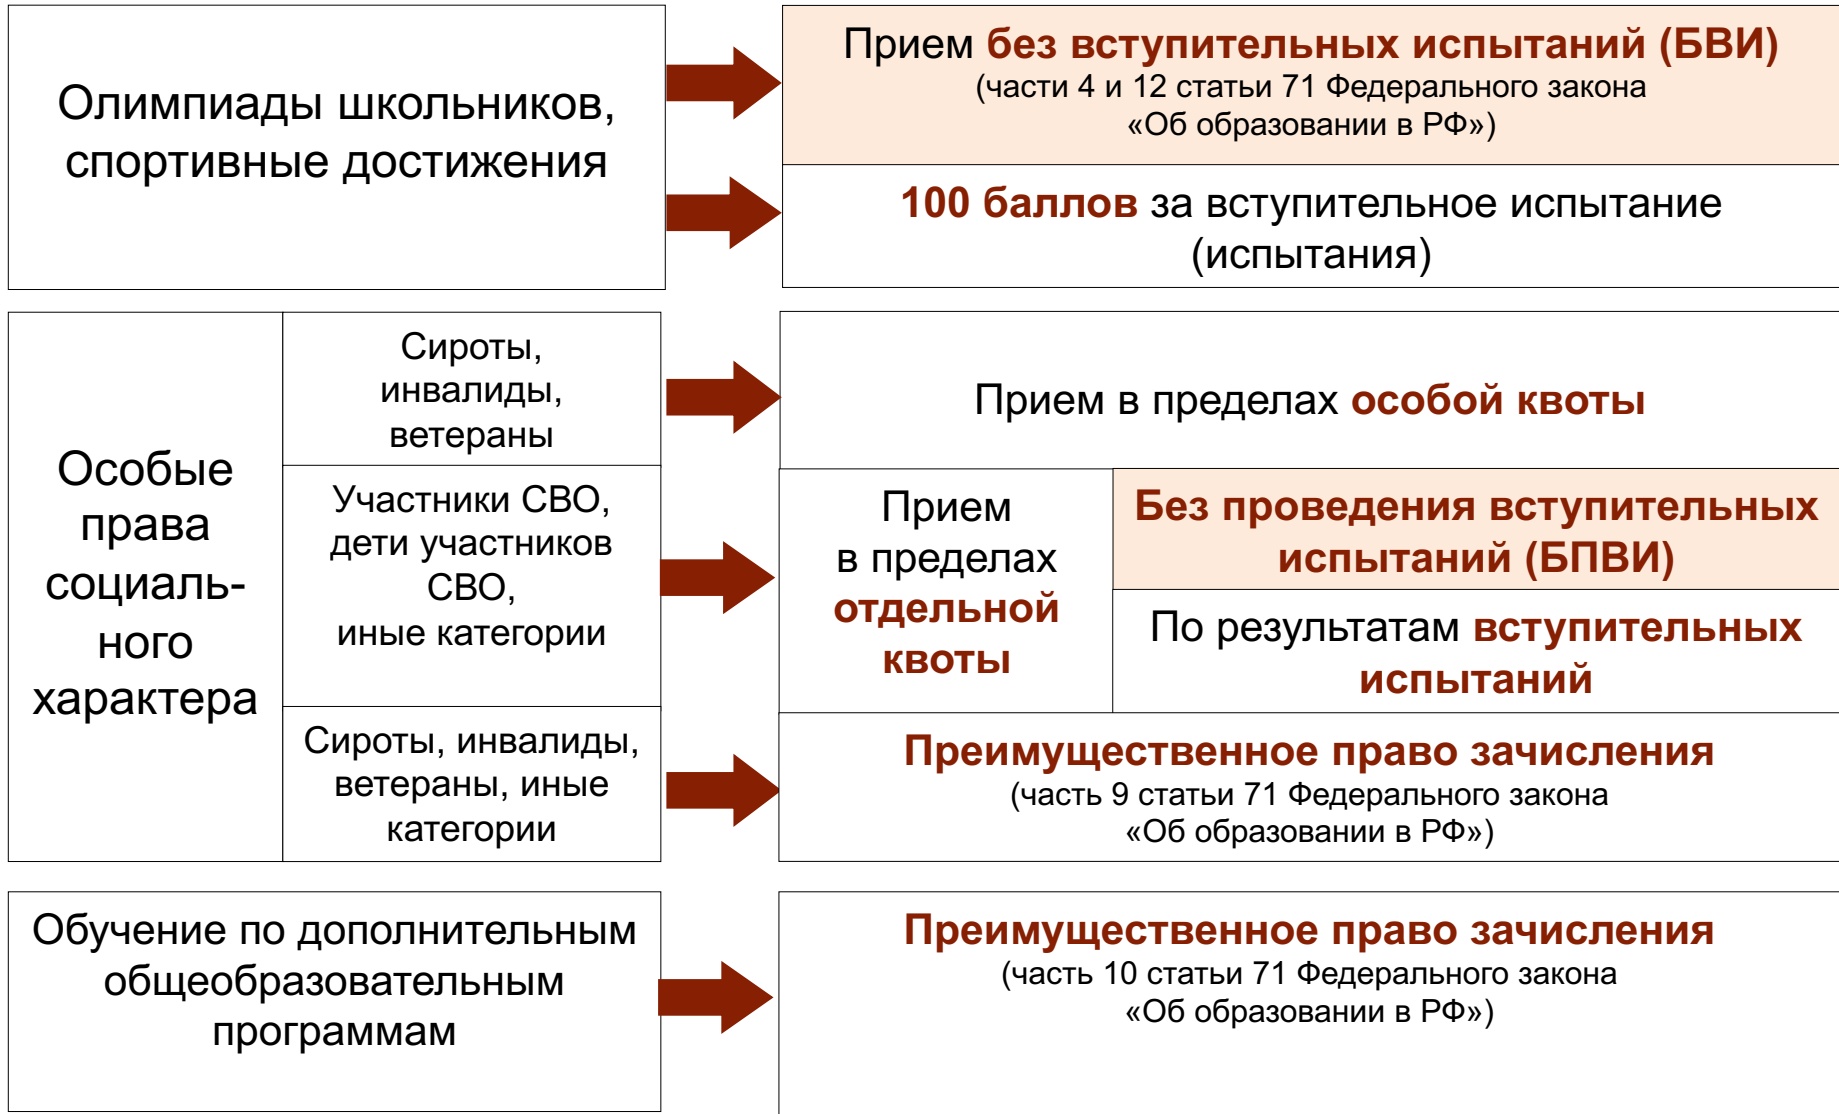 Олимпиады школьников,
спортивные достижения
Прием без вступительных испытаний (БВИ)
(части 4 и 12 статьи 71 Федерального закона
«Об образовании в РФ»)
100 баллов за вступительное испытание
(испытания)
Особые
права
социаль-
ного
характера
Сироты,
инвалиды,
ветераны
Прием в пределах особой квоты
Участники СВО,
дети участников
СВО,
иные категории
Прием
в пределах
отдельной
квоты
Без проведения вступительных
испытаний (БПВИ)
По результатам вступительных
испытаний
Сироты, инвалиды,
ветераны, иные
категории
Преимущественное право зачисления
(часть 9 статьи 71 Федерального закона
«Об образовании в РФ»)
Обучение по дополнительным
общеобразовательным
программам
Преимущественное право зачисления
(часть 10 статьи 71 Федерального закона
«Об образовании в РФ»)